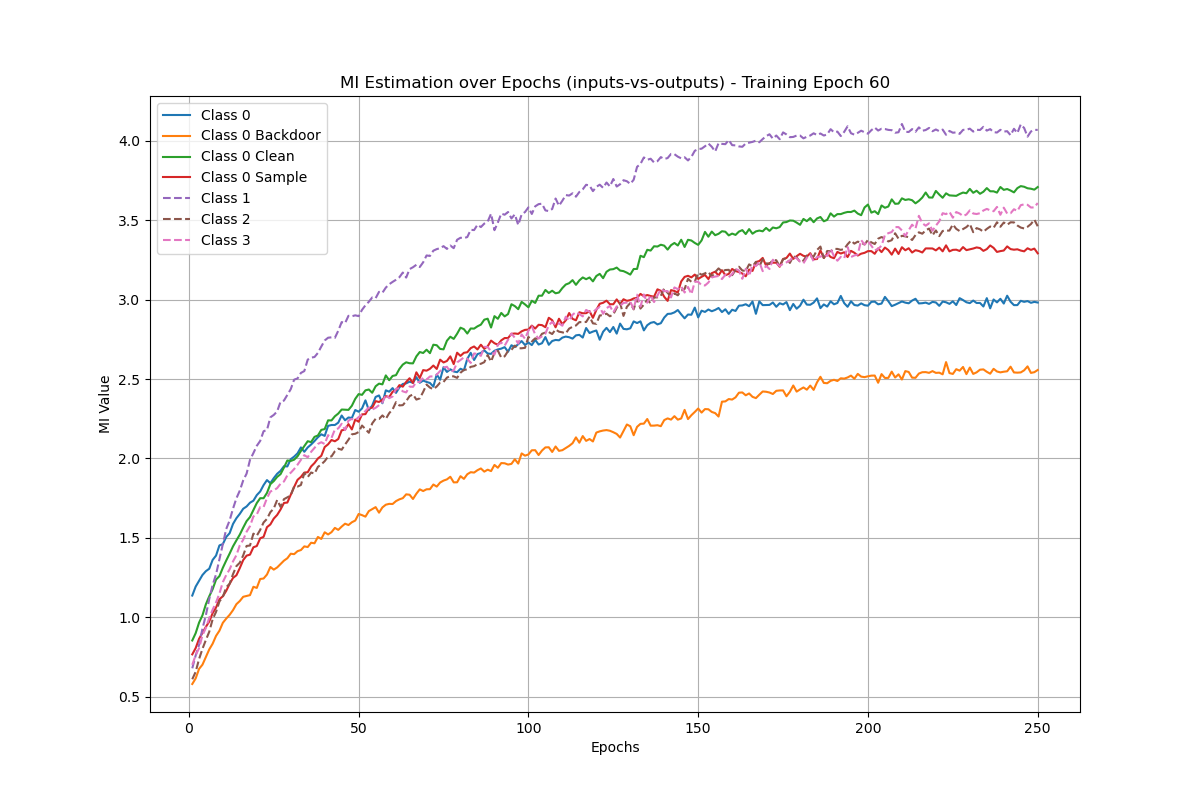 MI Estimation over Epochs (inputs-vs-outputs) - Training Epoch 60
Class 0
Class 0 Backdoor
Class 0 Clean
Class 0 Sample
Class 1
Class 2
Class 3
MI Value
4.0
3.5
3.0
2.5
2.0
1.5
1.0
0.5
0 50 100 150 200 250
Epochs